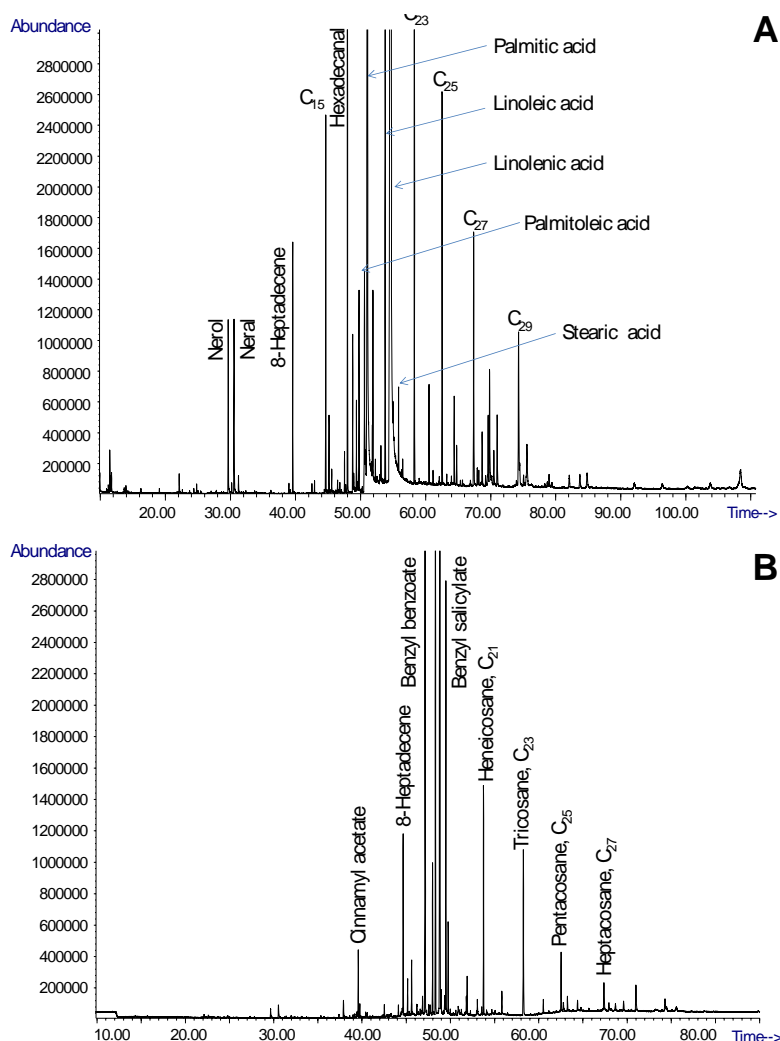 Abundance
A
C23
Palmitic acid
2800000
2600000
2400000
2200000
2000000
1800000
1600000
1400000
1200000
1000000
800000
600000
400000
200000
C15
Hexadecanal
C25
Linoleic acid
Linolenic acid
Palmitoleic acid
C27
8-Heptadecene
Nerol
Neral
C29
Stearic acid
20.00 30.00 40.00 50.00 60.00 70.00 80.00 90.00 100.00 Time-->
Abundance
B
2800000
2600000
2400000
2200000
2000000
1800000
1600000
1400000
1200000
1000000
800000
600000
400000
200000
Cinnamyl acetate
8-Heptadecene
Benzyl benzoate
Benzyl salicylate
Heneicosane, C21
Tricosane, C23
Pentacosane, C25
Heptacosane, C27
10.00 20.00 30.00 40.00 50.00 60.00 70.00 80.00 Time-->